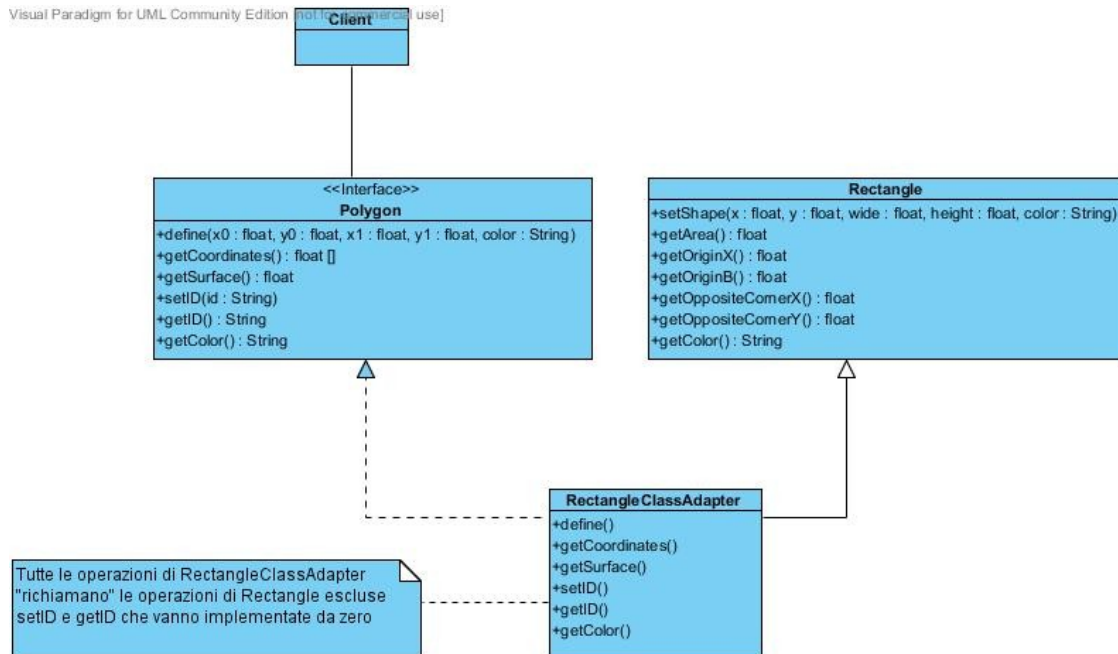 Visual Paradigm for UML Community Edition [not for commercial use]
Client
<<Interface>>
Polygon
+define(x0 : float, y0 : float, x1 : float, y1 : float, color : String)
+getCoordinates() : float []
+getSurface() : float
+setID(id : String)
+getID() : String
+getColor() : String
Rectangle
+setShape(x : float, y : float, wide : float, height : float, color : String)
+getArea() : float
+getOriginX() : float
+getOriginB() : float
+getOppositeCornerX() : float
+getOppositeCornerY() : float
+getColor() : String
RectangleClassAdapter
+define()
+getCoordinates()
+getSurface()
+setID()
+getID()
+getColor()
Tutte le operazioni di RectangleClassAdapter
"richiamano" le operazioni di Rectangle escluse
setID e getID che vanno implementate da zero